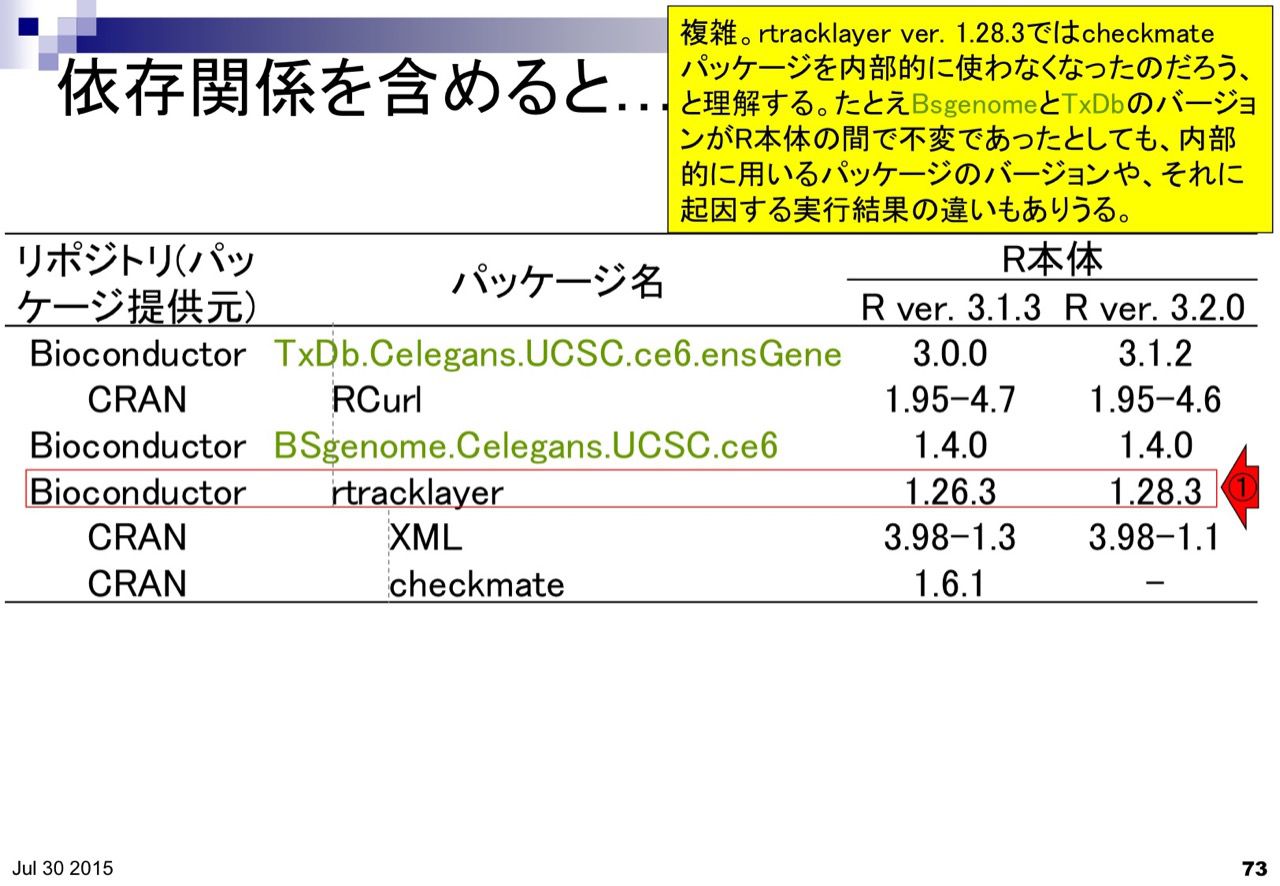 依存関係を含めると…
複雑。rtracklayer ver. 1.28.3ではcheckmate
パッケージを内部的に使わなくなったのだろう、
と理解する。たとえBsgenomeとTxDbのバージョ
ンがR本体の間で不変であったとしても、内部
的に用いるパッケージのバージョンや、それに
起因する実行結果の違いもありうる。
リポジトリ(パッ
ケージ提供元)
パッケージ名
R本体
R ver. 3.1.3 R ver. 3.2.0
Bioconductor TxDb.Celegans.UCSC.ce6.ensGene 3.0.0 3.1.2
CRAN RCurl 1.95-4.7 1.95-4.6
Bioconductor BSgenome.Celegans.UCSC.ce6 1.4.0 1.4.0
Bioconductor rtracklayer 1.26.3 1.28.3 ①
CRAN XML 3.98-1.3 3.98-1.1
CRAN checkmate 1.6.1 -
Jul 30 2015
73